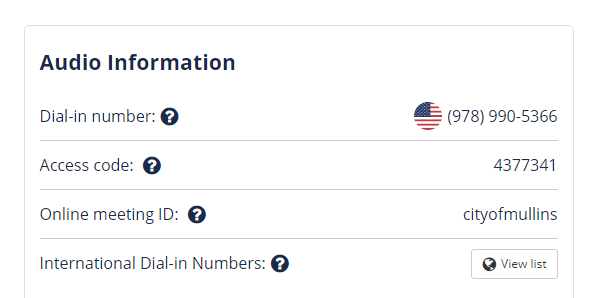 Audio Information
Dial-in number: ? (978) 990-5366
Access code: ? 4377341
Online meeting ID: ? cityofmullins
International Dial-in Numbers: ? View list